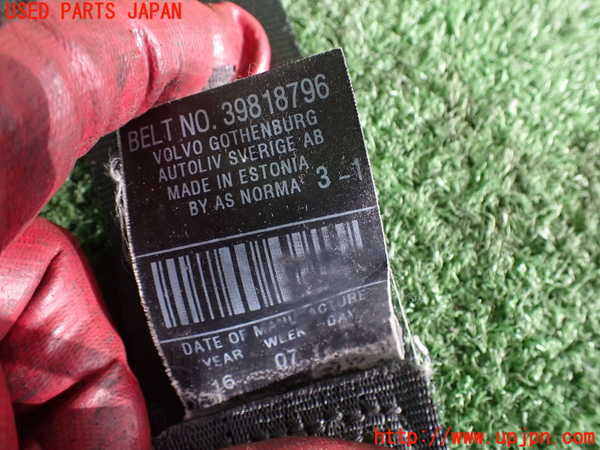 USED PARTS JAPAN
BELT NO. 39818796
VOLVO GOTHENBURG
AUTOLIV SVERIGE AB
MADE IN ESTONIA
BY AS NORMA 3-1
DATE OF MANUFACTURE
YEAR WEEK DAY
16 07
http://www.upjpn.com/